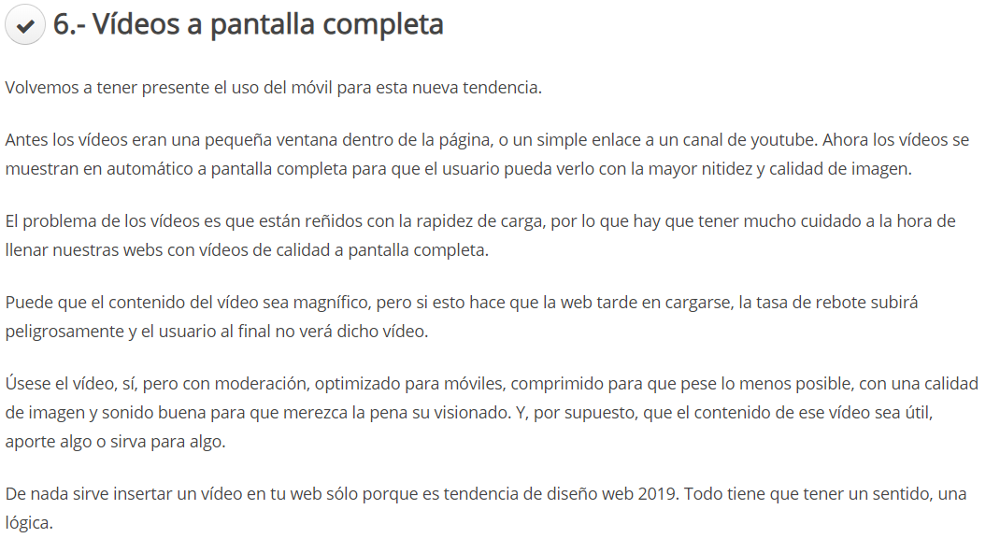 6.- Vídeos a pantalla completa
Volvemos a tener presente el uso del móvil para esta nueva tendencia.
Antes los vídeos eran una pequeña ventana dentro de la página, o un simple enlace a un canal de youtube. Ahora los vídeos se
muestran en automático a pantalla completa para que el usuario pueda verlo con la mayor nitidez y calidad de imagen.
El problema de los vídeos es que están reñidos con la rapidez de carga, por lo que hay que tener mucho cuidado a la hora de
llenar nuestras webs con vídeos de calidad a pantalla completa.
Puede que el contenido del vídeo sea magnífico, pero si esto hace que la web tarde en cargarse, la tasa de rebote subirá
peligrosamente y el usuario al final no verá dicho vídeo.
Úsese el vídeo, sí, pero con moderación, optimizado para móviles, comprimido para que pese lo menos posible, con una calidad
de imagen y sonido buena para que merezca la pena su visionado. Y, por supuesto, que el contenido de ese vídeo sea útil,
aporte algo o sirva para algo.
De nada sirve insertar un vídeo en tu web sólo porque es tendencia de diseño web 2019. Todo tiene que tener un sentido, una
lógica.